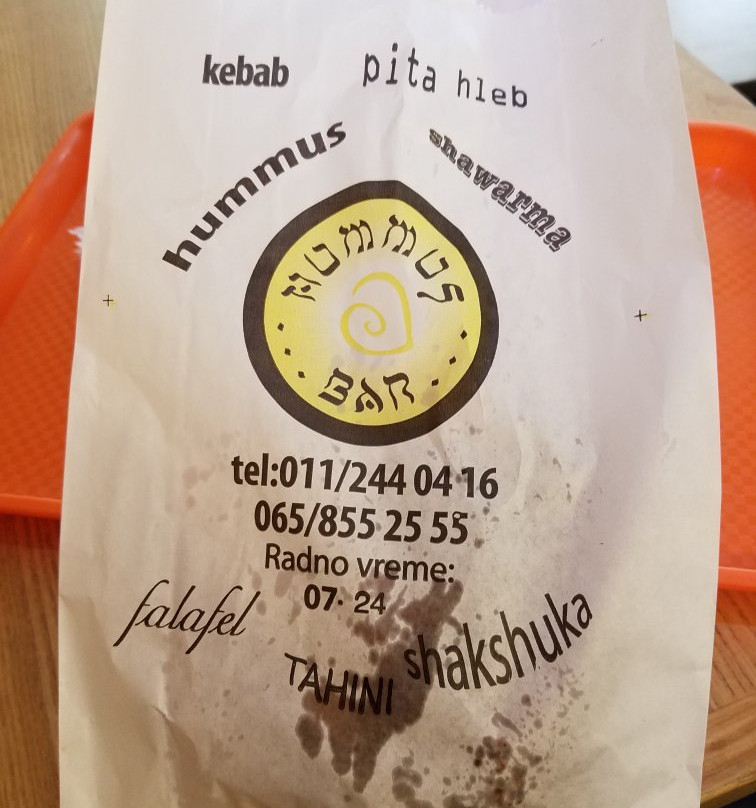 kebab
pita hleb
hummus
shawarma
HUMMUS
BAR
tel:011/244 04 16
065/855 25 55
Radno vreme:
07- 24
falafel
TAHINI
shakshuka